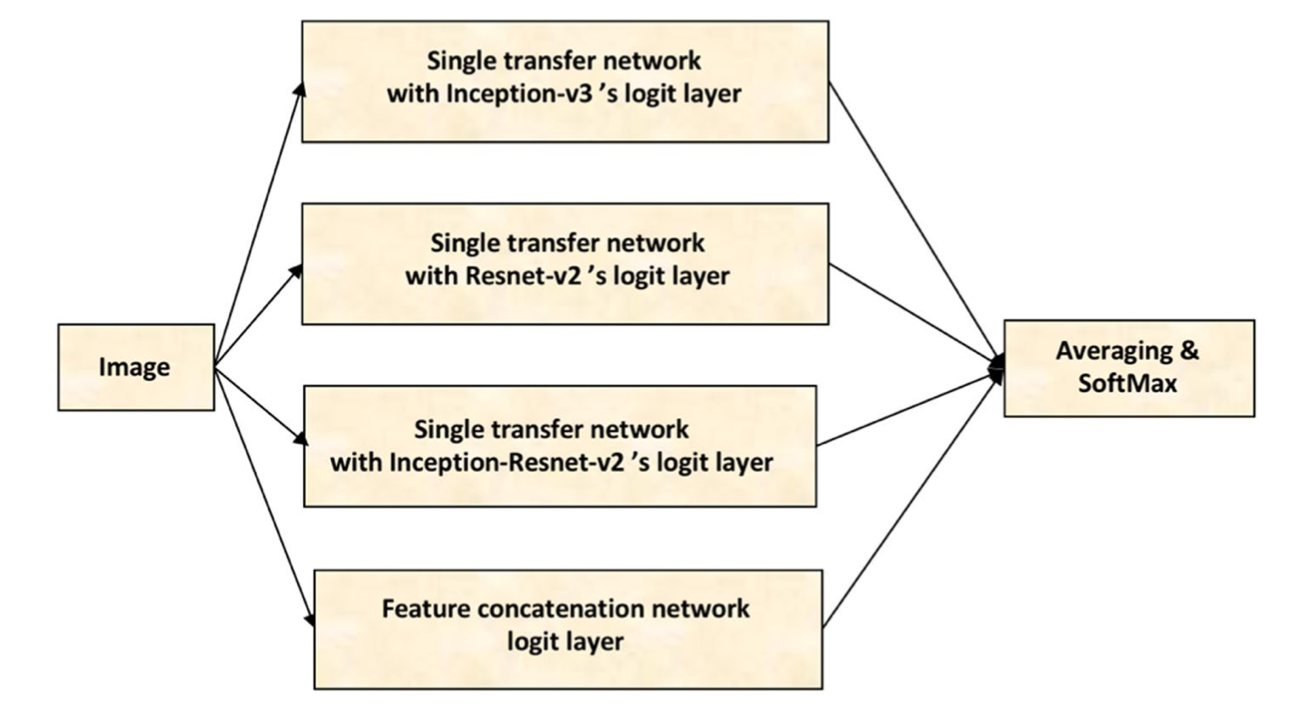 Single transfer network
with Inception-v3 ’s logit layer
Single transfer network
with Resnet-v2 ’s logit layer
Image
Averaging &
SoftMax
Single transfer network
with Inception-Resnet-v2 ’s logit layer
Feature concatenation network
logit layer